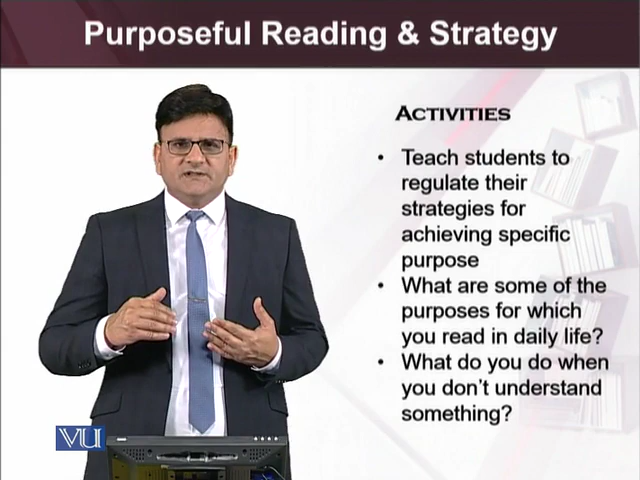 Purposeful Reading & Strategy
ACTIVITIES
• Teach students to
regulate their
strategies for
achieving specific
purpose
• What are some of the
purposes for which
you read in daily life?
• What do you do when
you don't understand
something?
VU